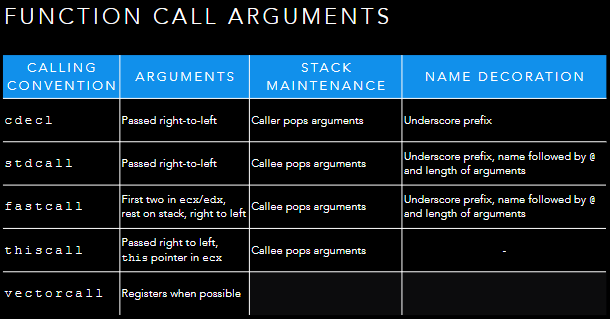 FUNCTION CALL ARGUMENTS
CALLING CONVENTION
ARGUMENTS
STACK MAINTENANCE
NAME DECORATION
cdecl
Passed right-to-left
Caller pops arguments
Underscore prefix
stdcall
Passed right-to-left
Callee pops arguments
Underscore prefix, name followed by @
and length of arguments
fastcall
First two in ecx/edx,
rest on stack, right to left
Callee pops arguments
Underscore prefix, name followed by @
and length of arguments
thiscall
Passed right to left,
this pointer in ecx
Callee pops arguments
-
vectorcall
Registers when possible